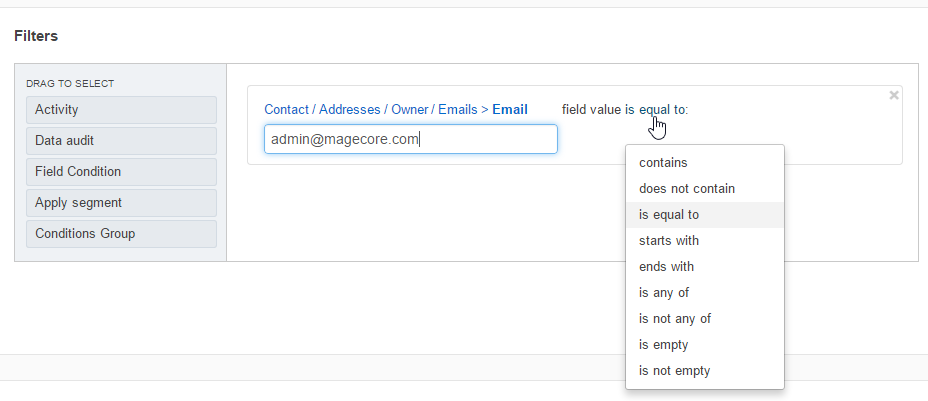 Filters
DRAG TO SELECT
Activity
Data audit
Field Condition
Apply segment
Conditions Group
Contact / Addresses / Owner / Emails > Email field value is equal to:
admin@magecore.com
contains
does not contain
is equal to
starts with
ends with
is any of
is not any of
is empty
is not empty